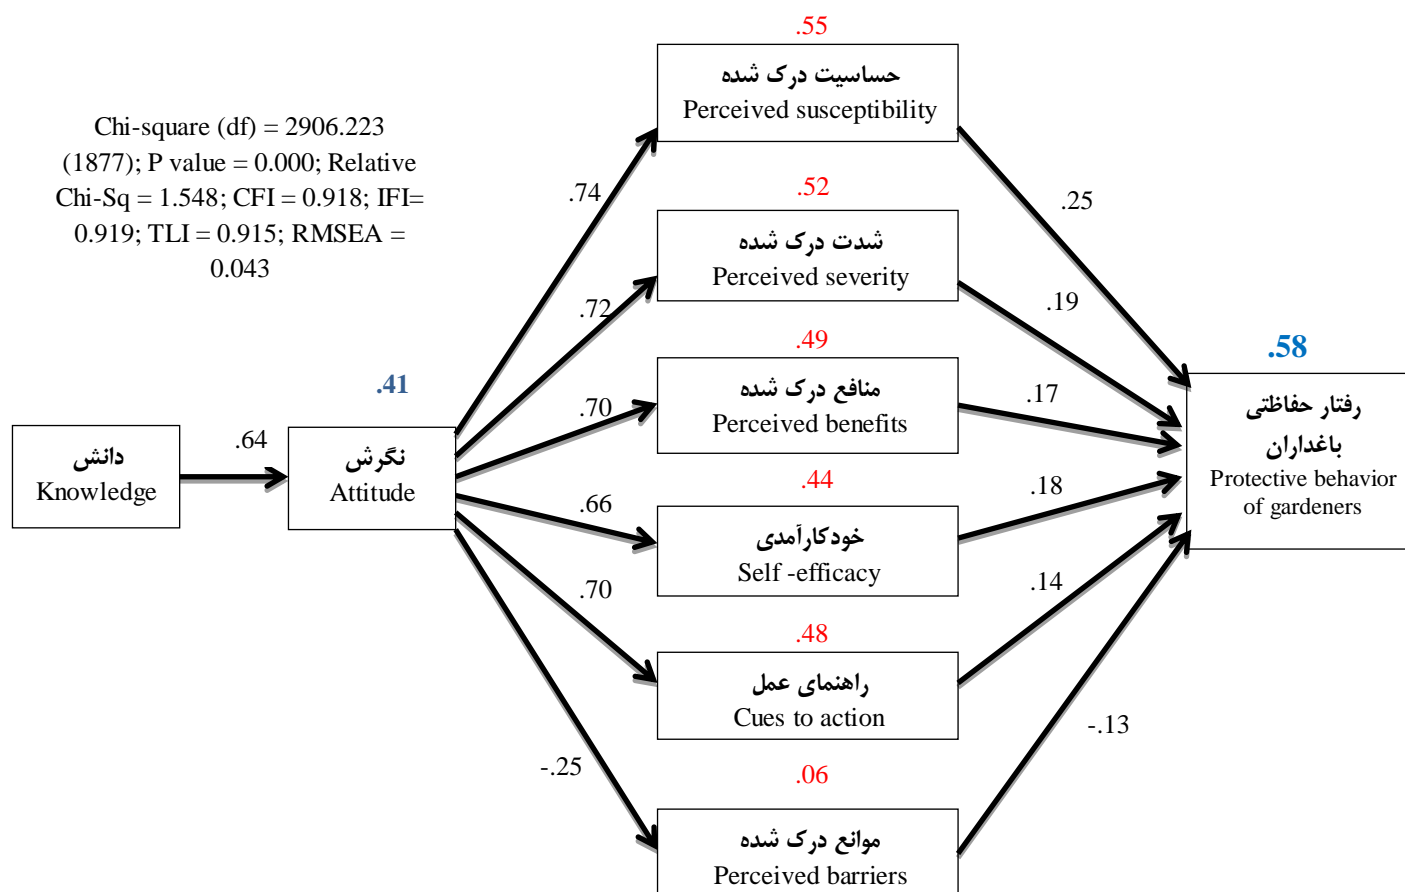 .55
حساسیت درک شده
Perceived susceptibility
Chi-square (df) = 2906.223
(1877); P value = 0.000; Relative
Chi-Sq = 1.548; CFI = 0.918; IFI=
0.919; TLI = 0.915; RMSEA =
0.043
.74
.25
.52
شدت درک شده
Perceived severity
.72
.19
.49
منافع درک شده
Perceived benefits
.70
.17
.58
رفتار حفاظتی
باغداران
Protective behavior
of gardeners
.41
نگرش
Attitude
.64
دانش
Knowledge
.44
خودکارآمدی
Self -efficacy
.66
.18
.70
.14
.48
راهنمای عمل
Cues to action
-.25
-.13
.06
موانع درک شده
Perceived barriers